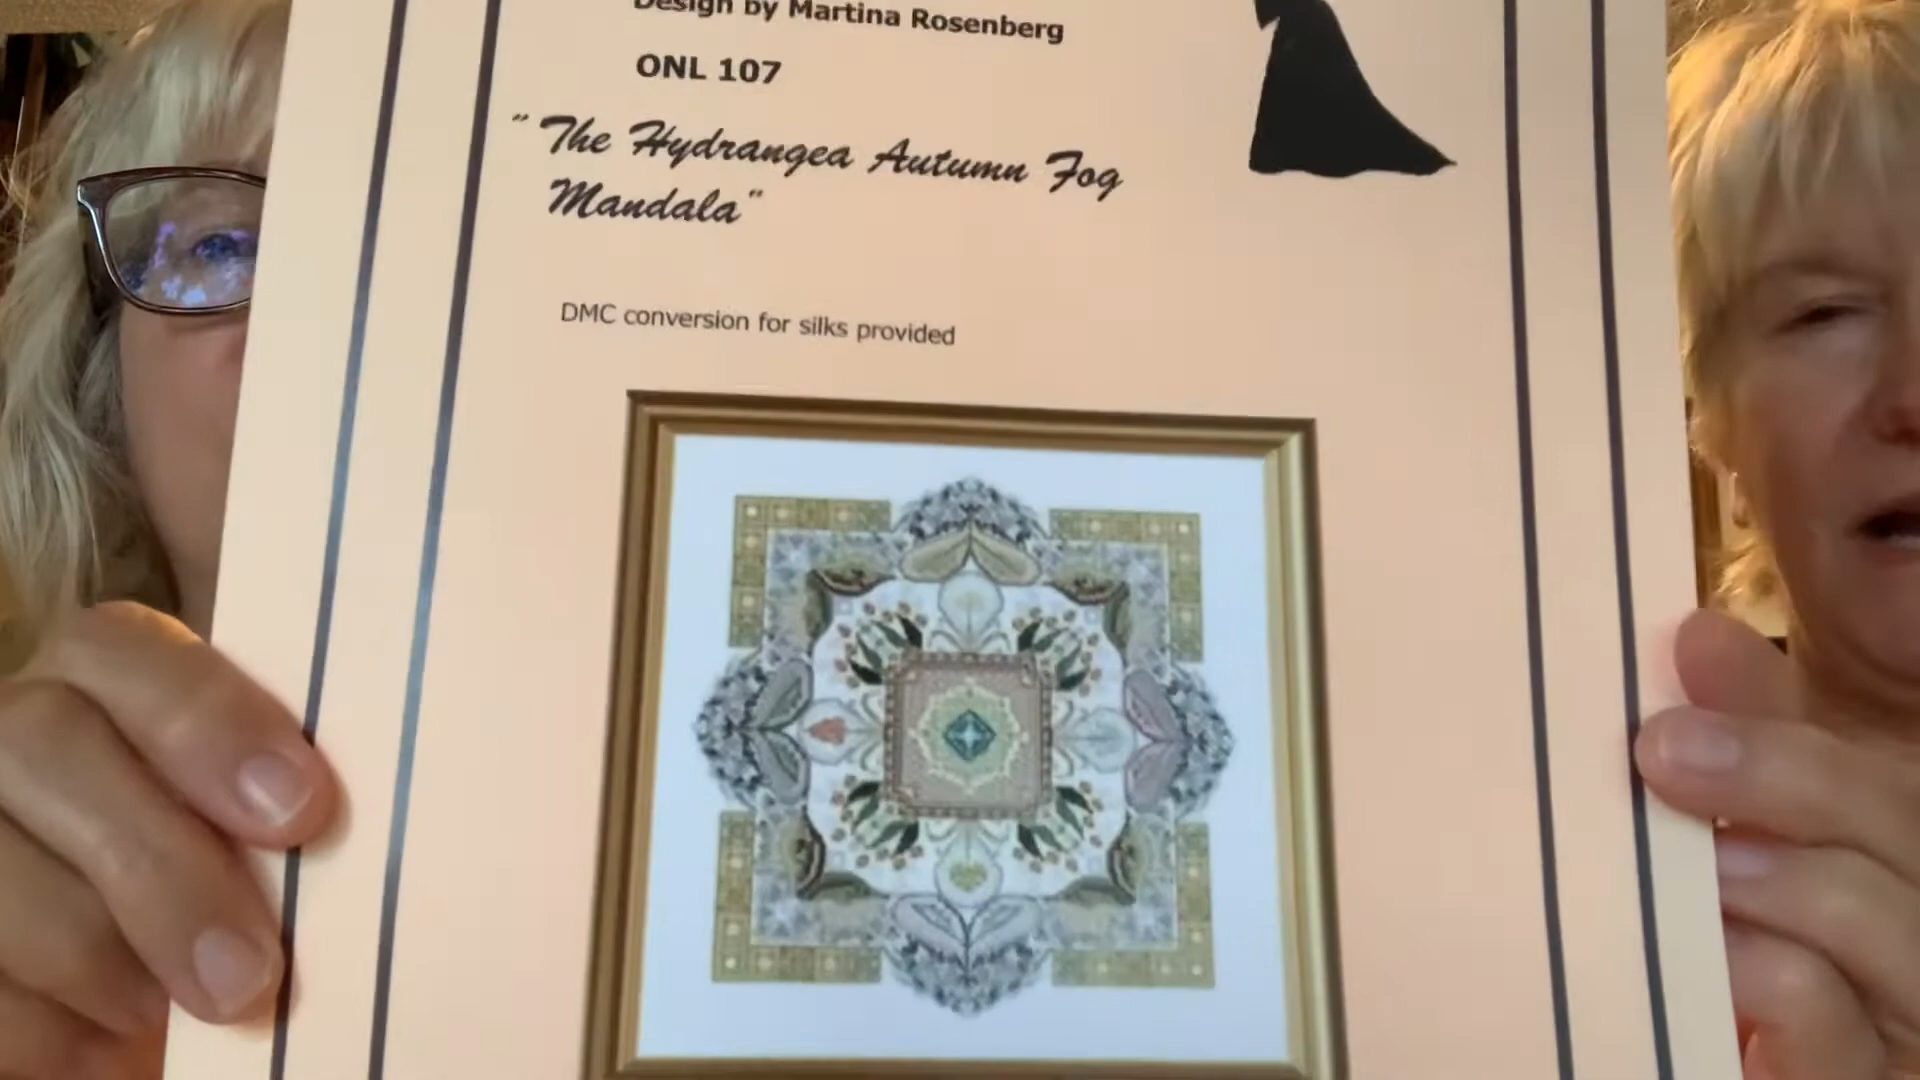 Design by Martina Rosenberg
ONL 107
"The Hydrangea Autumn Fog
Mandala"
DMC conversion for silks provided